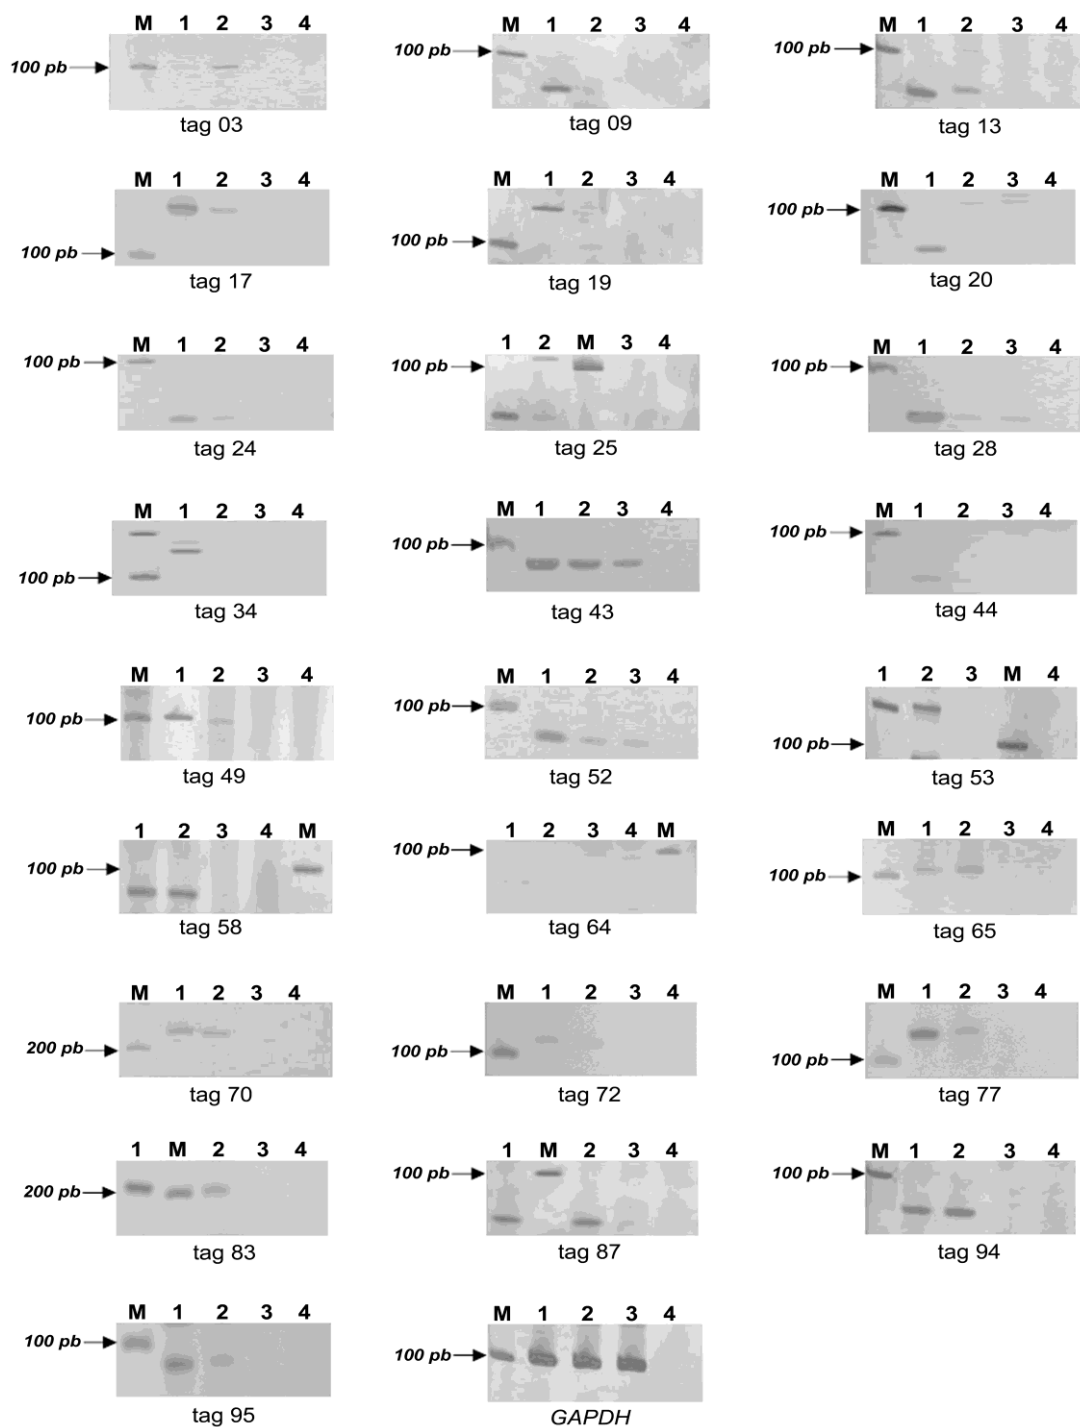 M 1 2 3 4
100 pb
tag 03
M 1 2 3 4
100 pb
tag 09
M 1 2 3 4
100 pb
tag 13
M 1 2 3 4
100 pb
tag 17
M 1 2 3 4
100 pb
tag 19
M 1 2 3 4
100 pb
tag 20
M 1 2 3 4
100 pb
tag 24
1 2 M 3 4
100 pb
tag 25
M 1 2 3 4
100 pb
tag 28
M 1 2 3 4
100 pb
tag 34
M 1 2 3 4
100 pb
tag 43
M 1 2 3 4
100 pb
tag 44
M 1 2 3 4
100 pb
tag 49
M 1 2 3 4
100 pb
tag 52
1 2 3 M 4
100 pb
tag 53
1 2 3 4 M
100 pb
tag 58
1 2 3 4 M
100 pb
tag 64
M 1 2 3 4
100 pb
tag 65
M 1 2 3 4
200 pb
tag 70
M 1 2 3 4
100 pb
tag 72
M 1 2 3 4
100 pb
tag 77
1 M 2 3 4
200 pb
tag 83
1 M 2 3 4
100 pb
tag 87
M 1 2 3 4
100 pb
tag 94
M 1 2 3 4
100 pb
tag 95
M 1 2 3 4
100 pb
GAPDH